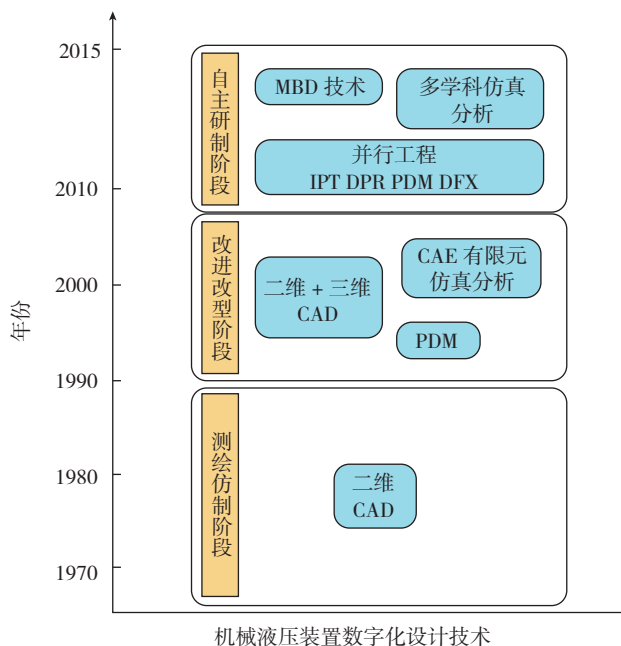 2015
自主研制阶段
MBD 技术
多学科仿真
分析
并行工程
IPT DPR PDM DFX
2010
改进改型阶段
2000
二维 + 三维
CAD
CAE 有限元
仿真分析
PDM
1990
年份
测绘仿制阶段
1980
二维
CAD
1970
机械液压装置数字化设计技术